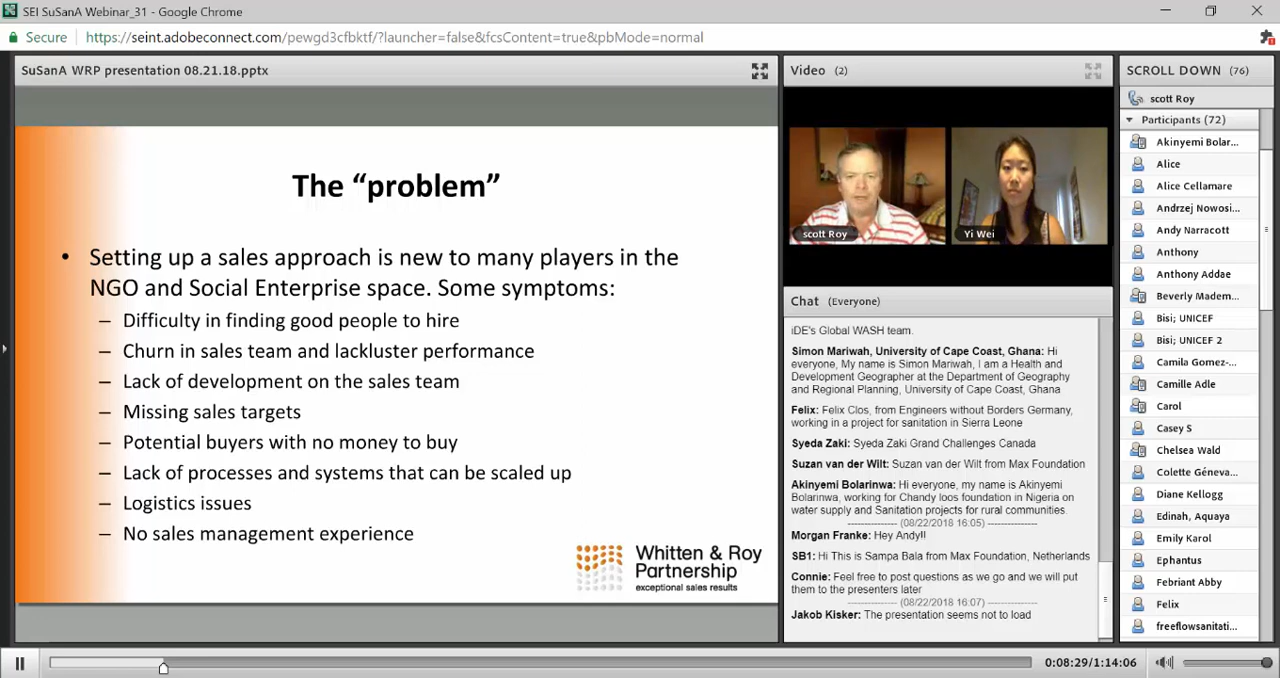 SEI SuSanA Webinar_31 - Google Chrome
Secure
https://seint.adobeconnect.com/pewgd3cfbktf/?launcher=false&fcsContent=true&pbMode=normal
SuSanA WRP presentation 08.21.18.pptx
The “problem”
• Setting up a sales approach is new to many players in the
NGO and Social Enterprise space. Some symptoms:
– Difficulty in finding good people to hire
– Churn in sales team and lackluster performance
– Lack of development on the sales team
– Missing sales targets
– Potential buyers with no money to buy
– Lack of processes and systems that can be scaled up
– Logistics issues
– No sales management experience
Whitten & Roy
Partnership
exceptional sales results
Video (2)
scott Roy
Yi Wei
Chat (Everyone)
iDE's Global WASH team.
Simon Mariwah, University of Cape Coast, Ghana: Hi
everyone, My name is Simon Mariwah, I am a Health and
Development Geographer at the Department of Geography
and Regional Planning, University of Cape Coast, Ghana
Felix: Felix Clos, from Engineers without Borders Germany,
working in a project for sanitation in Sierra Leone
Syeda Zaki: Syeda Zaki Grand Challenges Canada
Suzan van der Wilt: Suzan van der Wilt from Max Foundation
Akinyemi Bolarinwa: Hi everyone, my name is Akinyemi
Bolarinwa, working for Chandy loos foundation in Nigeria on
water supply and Sanitation projects for rural communities.
--------------- (08/22/2018 16:05) ---------------
Morgan Franke: Hey Andy!!
SB1: Hi This is Sampa Bala from Max Foundation, Netherlands
Connie: Feel free to post questions as we go and we will put
them to the presenters later
--------------- (08/22/2018 16:07) ---------------
Jakob Kisker: The presentation seems not to load
SCROLL DOWN (76)
scott Roy
Participants (72)
Akinyemi Bolar...
Alice
Alice Cellamare
Andrzej Nowosi...
Andy Narracott
Anthony
Anthony Addae
Beverly Madem...
Bisi; UNICEF
Bisi; UNICEF 2
Camila Gomez-...
Camille Adle
Carol
Casey S
Chelsea Wald
Colette Géneva...
Diane Kellogg
Edinah, Aquaya
Emily Karol
Ephantus
Febriant Abby
Felix
freeflowsanitati...
0:08:29/1:14:06